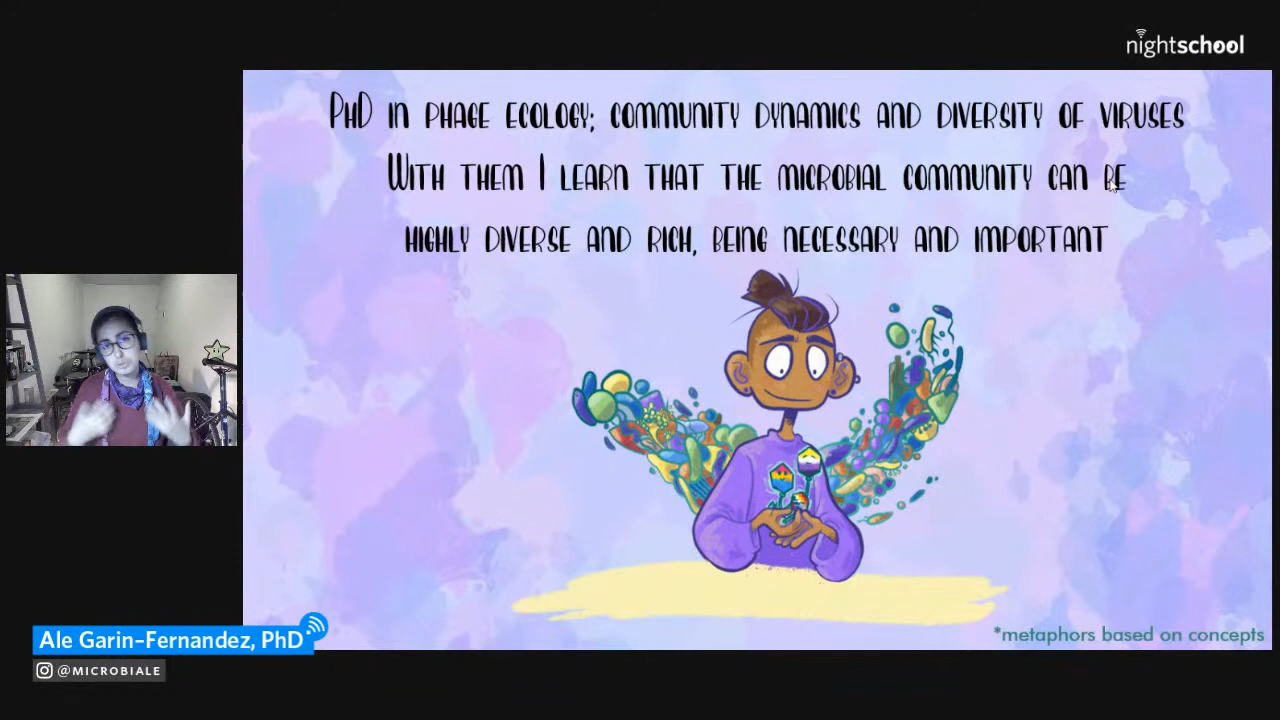 nightschool
PhD in phage ecology; community dynamics and diversity of viruses
With them I learn that the microbial community can be
highly diverse and rich, being necessary and important
*metaphors based on concepts
Ale Garin-Fernandez, PhD
@MICROBIALE